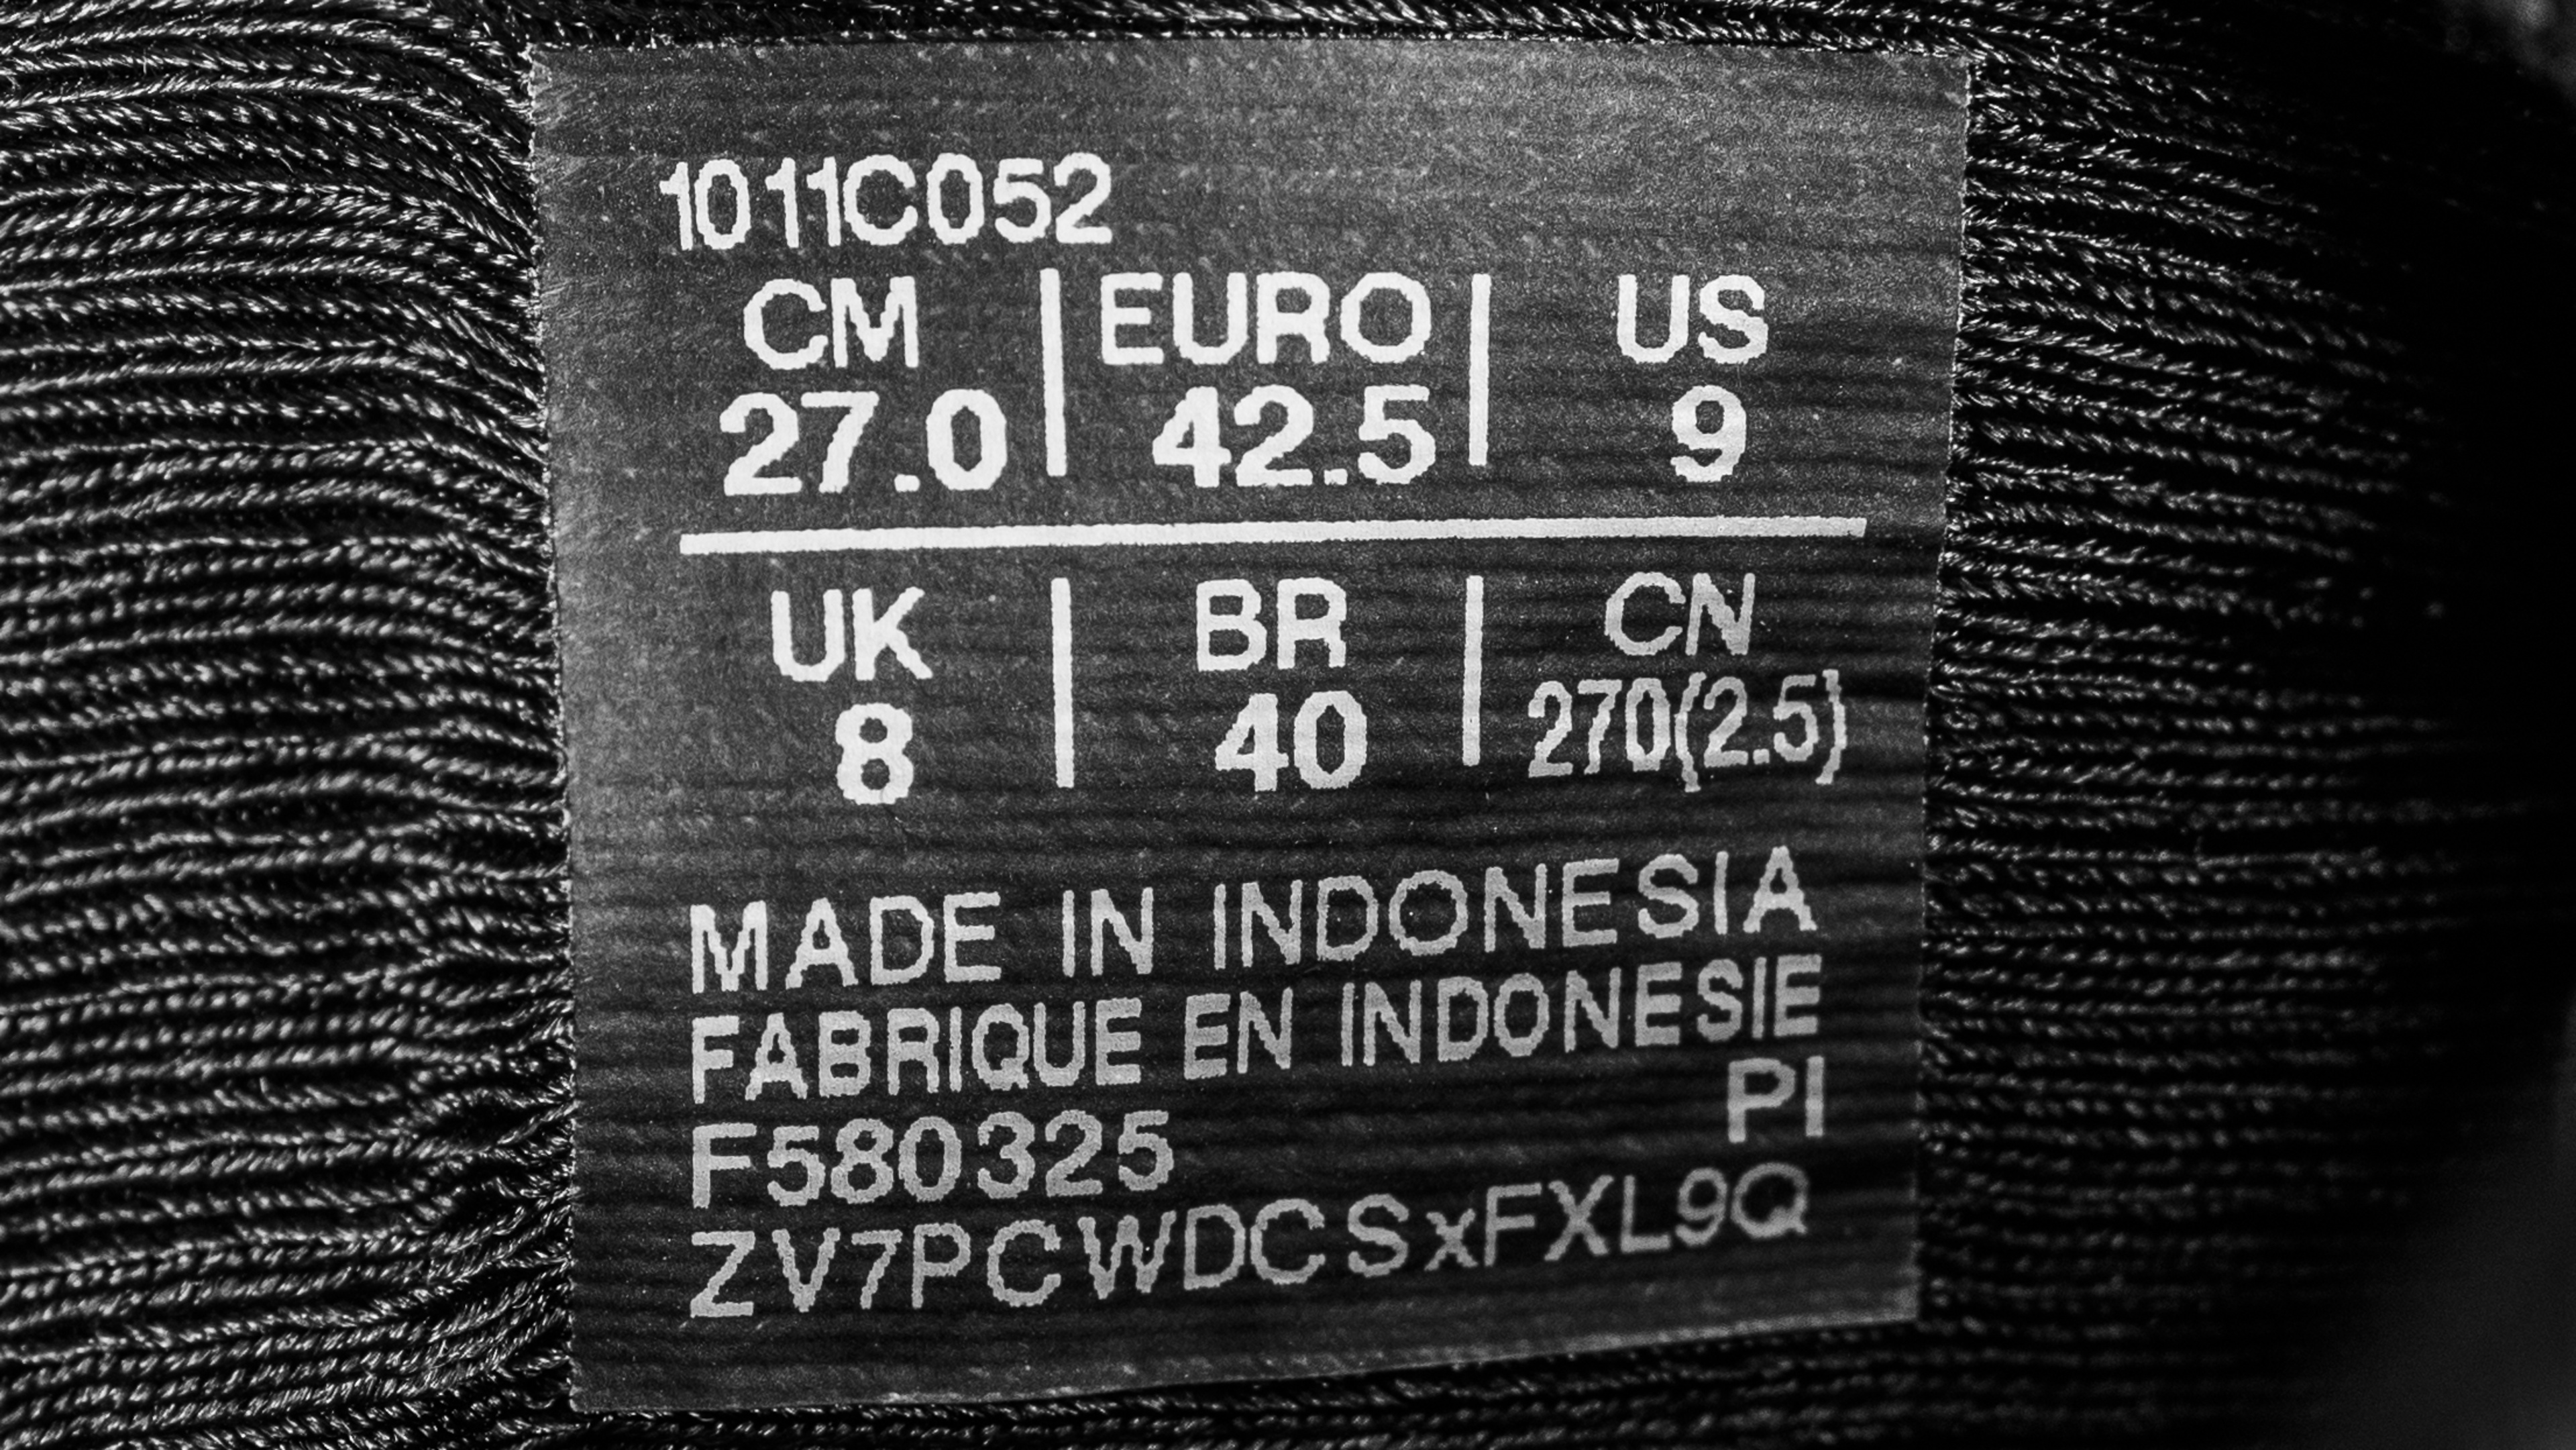 1011C052
CM | EURO | US
27.0 | 42.5 | 9
UK | BR | CN
8 | 40 | 270(2.5)
MADE IN INDONESIA
FABRIQUE EN INDONESIE
PI
F580325
ZV7PCWDCSxFXL9Q